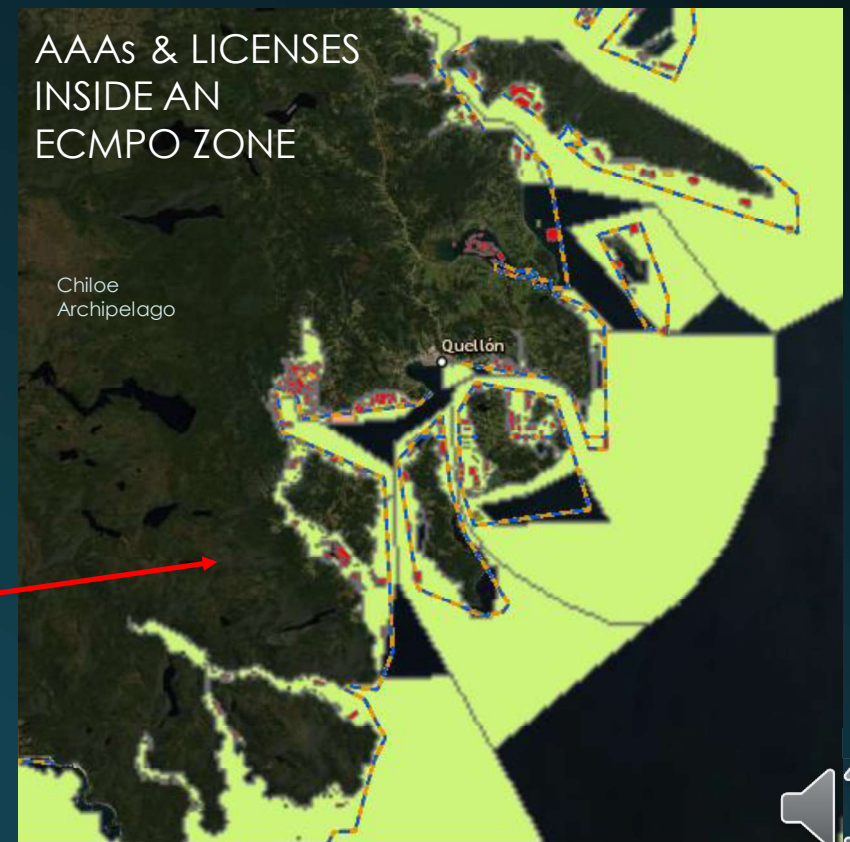 AAAs & LICENSES
INSIDE AN
ECMPO ZONE
Chiloe
Archipelago
Quellón